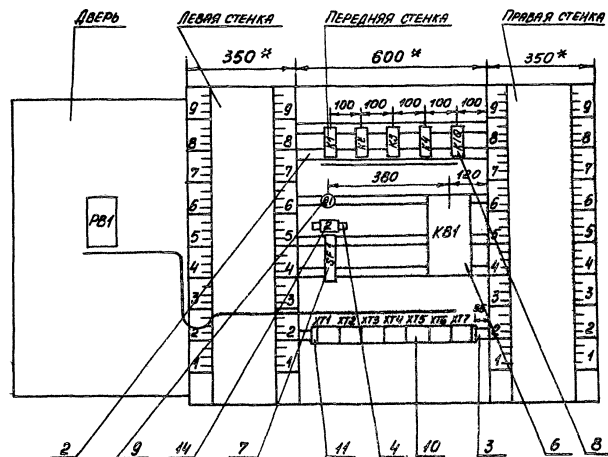 Дверь
Левая стенка
Передняя стенка
Правая стенка
350* 600* 350*
100 100 100 100 100
9 9 9 9
8 8 8 8
7 7 7 7
6 6 6 6
5 5 5 5
4 4 4 4
3 3 3 3
2 2 2 2
1 1 1 1
К1 К2 К3 К4
380 120
РВ1
КВ1
2
SF
ХТ1 ХТ2 ХТ3 ХТ4 ХТ5 ХТ6 ХТ7
2 9 14 7 11 4 10 3 6 8